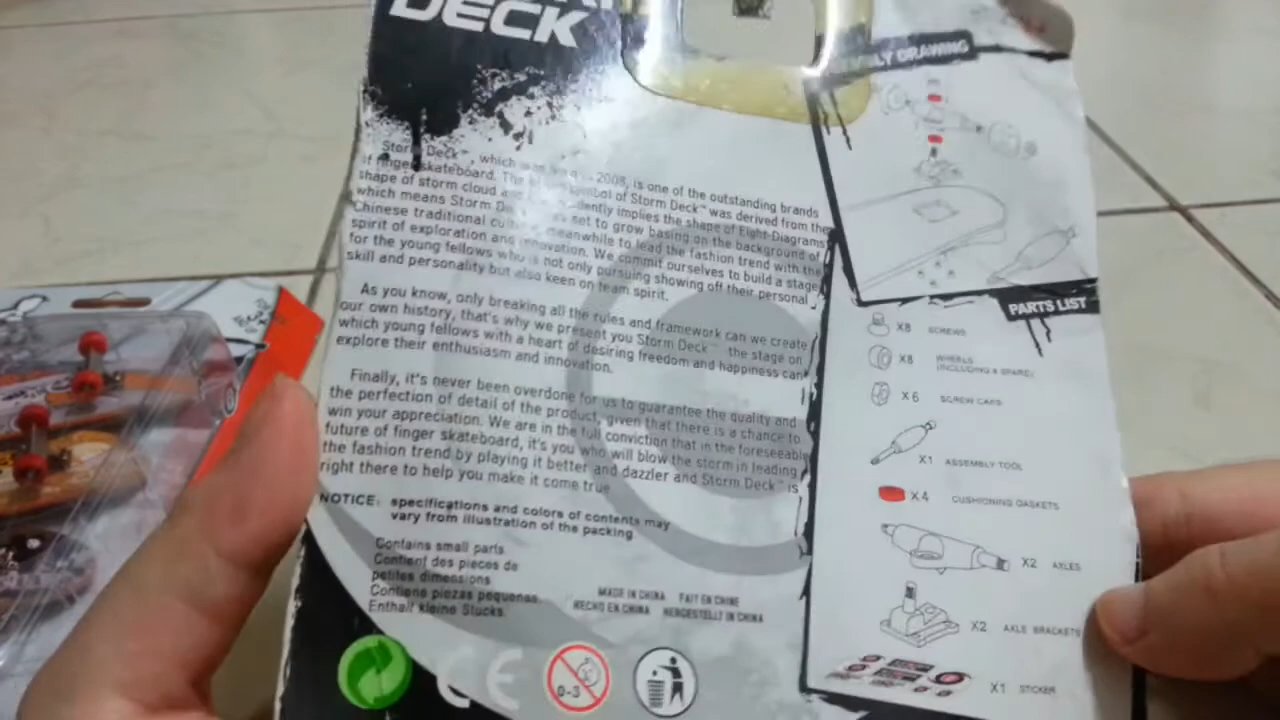 DECK
Storm Deck™, which was 2008, is one of the outstanding brands
of finger skateboard. The symbol of Storm Deck™ was derived from the
shape of storm cloud and dently implies the shape of Eight-Diagrams
which means Storm De set to grow basing on the background of
Chinese traditional cultu meanwhile to lead the fashion trend with the
spirit of exploration and innovation. We commit ourselves to build a stage
for the young fellows who is not only pursuing showing off their personal
skill and personality but also keen on team spirit.
As you know, only breaking all the rules and framework can we create
our own history, that's why we present you Storm Deck™ the stage on
which young fellows with a heart of desiring freedom and happiness can
explore their enthusiasm and innovation.
Finally, it's never been overdone for us to guarantee the quality and
the perfection of detail of the product, given that there is a chance to
win your appreciation. We are in the full conviction that in the foreseeable
future of finger skateboard, it's you who will blow the storm in leading
the fashion trend by playing it better and dazzler and Storm Deck™ is
right there to help you make it come true
NOTICE: specifications and colors of contents may
vary from illustration of the packing
Contains small parts
Contient des pieces de
petites dimensions
Contiene piezas pequenas.
Enthalt kleine Stucks.
MADE IN CHINA FAIT EN CHINE
HECHO EN CHINA HERGESTELLT IN CHINA
CE
0-3
LY DRAWING
PARTS LIST
X8 SCREWS
X8 WHEELS
(INCLUDING 4 SPARE)
X6 SCREW CAPS
X1 ASSEMBLY TOOL
X4 CUSHIONING GASKETS
X2 AXLES
X2 AXLE BRACKETS
X1 STICKER